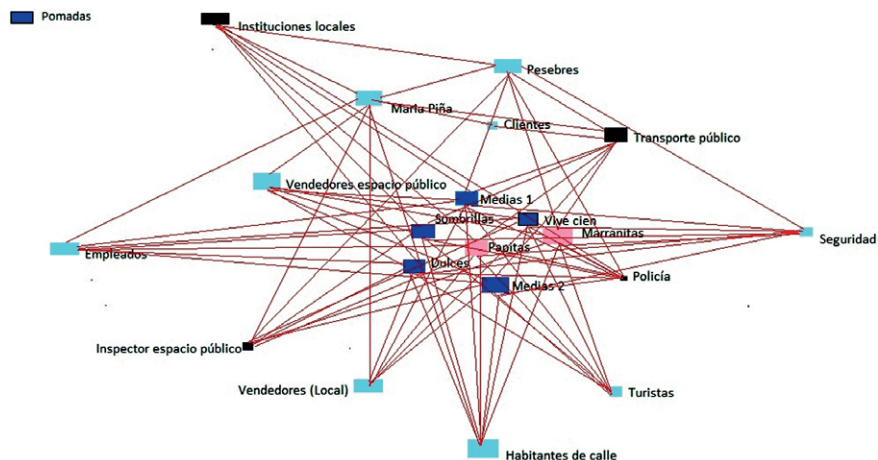 Pomadas
Instituciones locales
Pesebres
Maria Piña
Clientes
Transporte público
Vendedores espacio público
Medias 1
Sombrillas
Vive cien
Marranitas
Seguridad
Empleados
Papitas
Dulces
Policía
Medias 2
Inspector espacio público
Vendedores (Local)
Turistas
Habitantes de calle